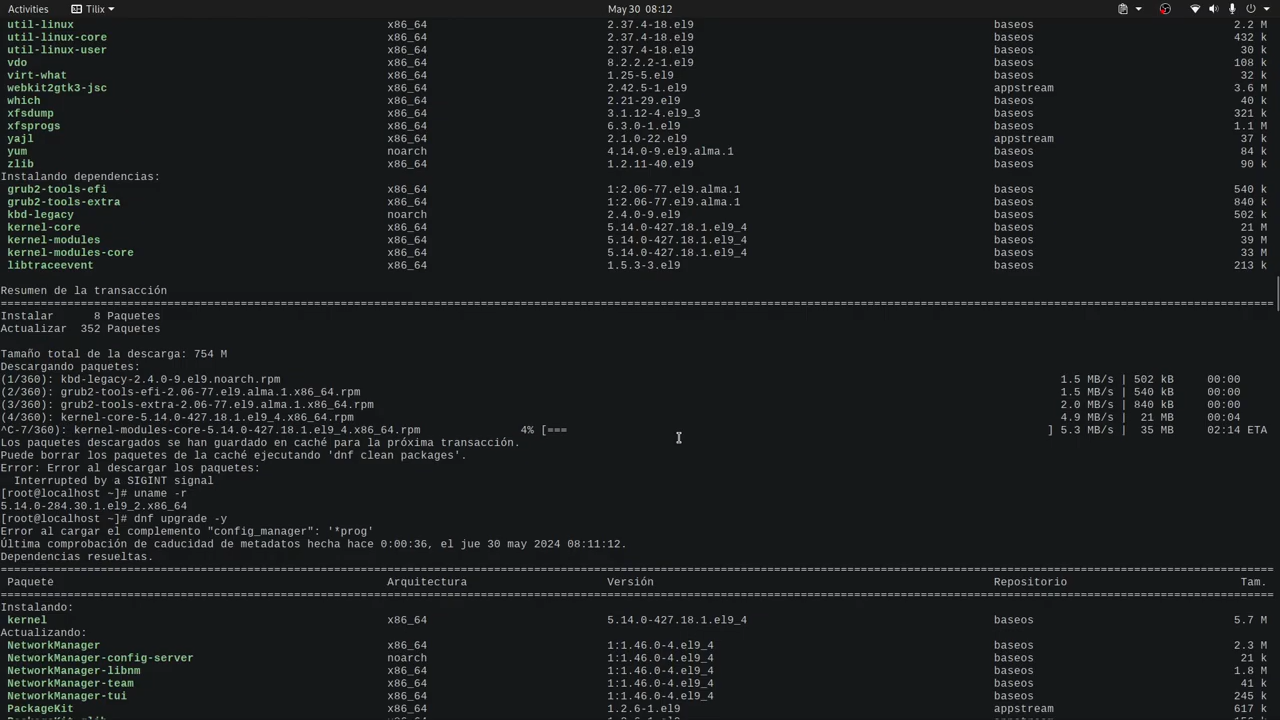 Activities Tilix May 30 08:12
util-linux x86_64 2.37.4-18.el9 baseos 2.2 M
util-linux-core x86_64 2.37.4-18.el9 baseos 432 k
util-linux-user x86_64 2.37.4-18.el9 baseos 30 k
vdo x86_64 8.2.2.2-1.el9 baseos 108 k
virt-what x86_64 1.25-5.el9 baseos 32 k
webkit2gtk3-jsc x86_64 2.42.5-1.el9 appstream 3.6 M
which x86_64 2.21-29.el9 baseos 40 k
xfsdump x86_64 3.1.12-4.el9_3 baseos 321 k
xfsprogs x86_64 6.3.0-1.el9 baseos 1.1 M
yajl x86_64 2.1.0-22.el9 appstream 37 k
yum noarch 4.14.0-9.el9.alma.1 baseos 84 k
zlib x86_64 1.2.11-40.el9 baseos 90 k
Instalando dependencias:
grub2-tools-efi x86_64 1:2.06-77.el9.alma.1 baseos 540 k
grub2-tools-extra x86_64 1:2.06-77.el9.alma.1 baseos 840 k
kbd-legacy noarch 2.4.0-9.el9 baseos 502 k
kernel-core x86_64 5.14.0-427.18.1.el9_4 baseos 21 M
kernel-modules x86_64 5.14.0-427.18.1.el9_4 baseos 39 M
kernel-modules-core x86_64 5.14.0-427.18.1.el9_4 baseos 33 M
libtraceevent x86_64 1.5.3-3.el9 baseos 213 k
Resumen de la transacción
Instalar 8 Paquetes
Actualizar 352 Paquetes
Tamaño total de la descarga: 754 M
Descargando paquetes:
(1/360): kbd-legacy-2.4.0-9.el9.noarch.rpm 1.5 MB/s | 502 kB 00:00
(2/360): grub2-tools-efi-2.06-77.el9.alma.1.x86_64.rpm 1.5 MB/s | 540 kB 00:00
(3/360): grub2-tools-extra-2.06-77.el9.alma.1.x86_64.rpm 2.0 MB/s | 840 kB 00:00
(4/360): kernel-core-5.14.0-427.18.1.el9_4.x86_64.rpm 4.9 MB/s | 21 MB 00:04
^C-7/360): kernel-modules-core-5.14.0-427.18.1.el9_4.x86_64.rpm 4% [=== ] 5.3 MB/s | 35 MB 02:14 ETA
Los paquetes descargados se han guardado en caché para la próxima transacción.
Puede borrar los paquetes de la caché ejecutando 'dnf clean packages'.
Error: Error al descargar los paquetes:
Interrupted by a SIGINT signal
[root@localhost ~]# uname -r
5.14.0-284.30.1.el9_2.x86_64
[root@localhost ~]# dnf upgrade -y
Error al cargar el complemento "config_manager": '*prog'
Última comprobación de caducidad de metadatos hecha hace 0:00:36, el jue 30 may 2024 08:11:12.
Dependencias resueltas.
Paquete Arquitectura Versión Repositorio Tam.
Instalando:
kernel x86_64 5.14.0-427.18.1.el9_4 baseos 5.7 M
Actualizando:
NetworkManager x86_64 1:1.46.0-4.el9_4 baseos 2.3 M
NetworkManager-config-server noarch 1:1.46.0-4.el9_4 baseos 21 k
NetworkManager-libnm x86_64 1:1.46.0-4.el9_4 baseos 1.8 M
NetworkManager-team x86_64 1:1.46.0-4.el9_4 baseos 41 k
NetworkManager-tui x86_64 1:1.46.0-4.el9_4 baseos 245 k
PackageKit x86_64 1.2.6-1.el9 appstream 617 k